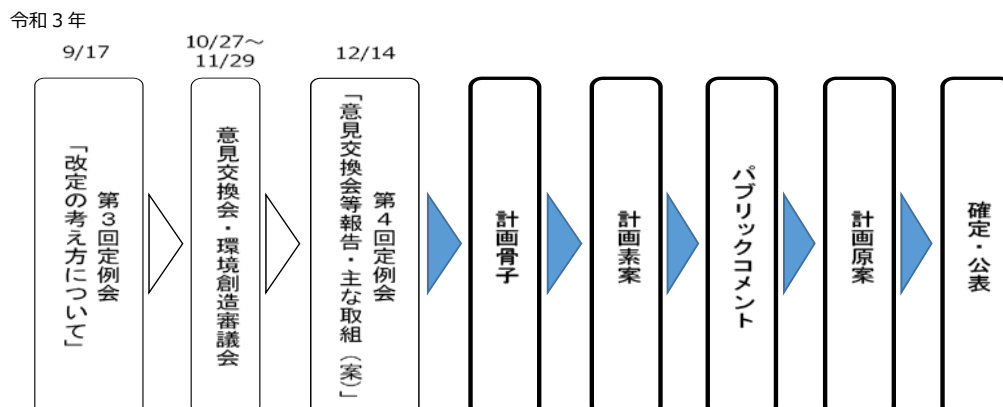 令和３年
9/17
10/27～
11/29
12/14
第３回定例会
「改定の考え方について」
意見交換会・環境創造審議会
第４回定例会
「意見交換会等報告・主な取組（案）」
計画骨子
計画素案
パブリックコメント
計画原案
確定・公表